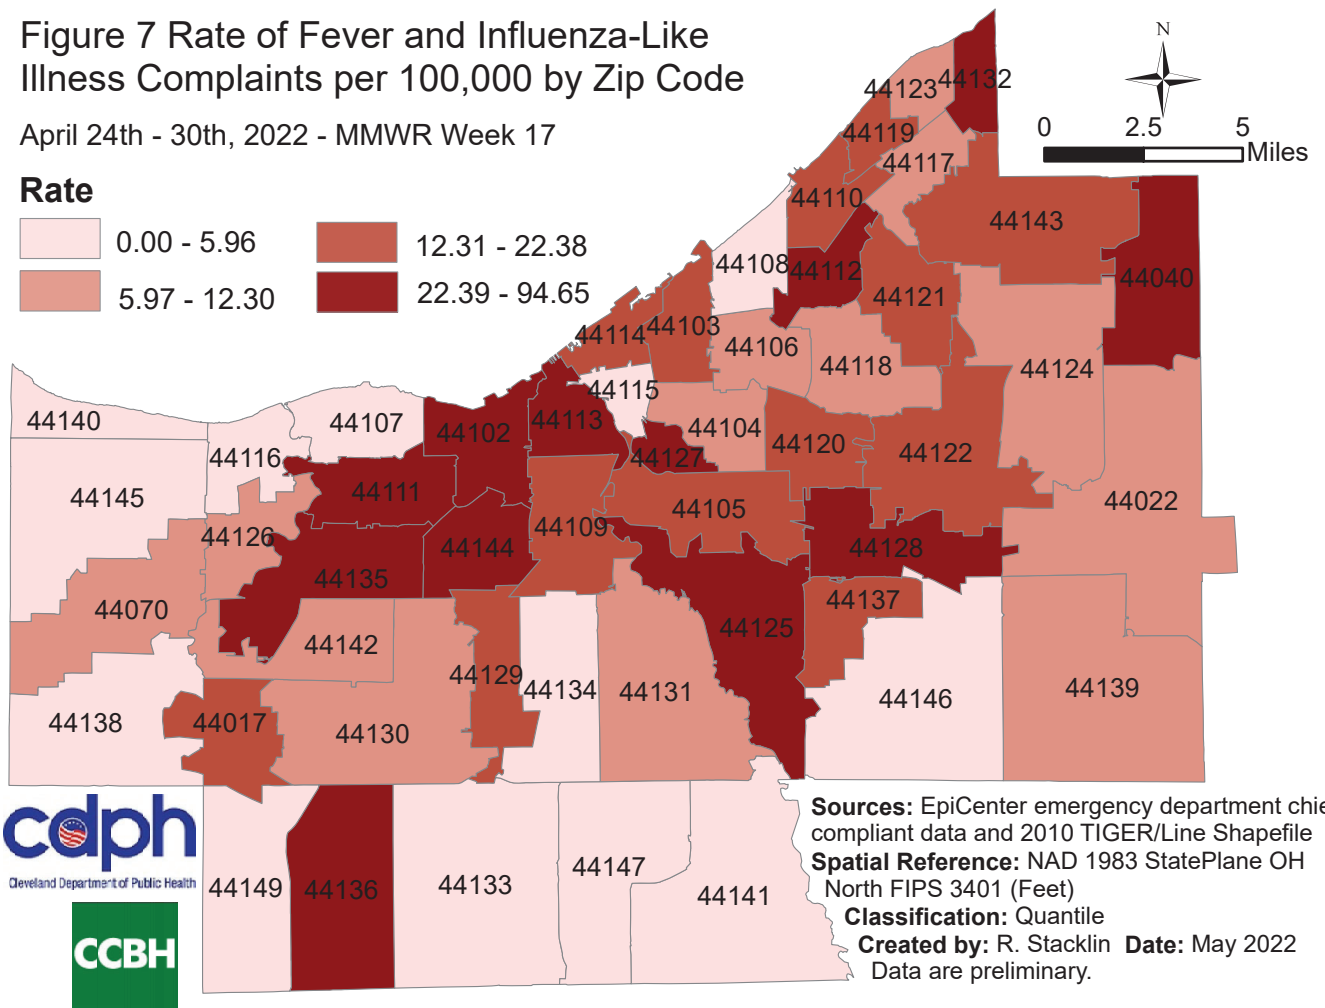 Figure 7 Rate of Fever and Influenza-Like
Illness Complaints per 100,000 by Zip Code
April 24th - 30th, 2022 - MMWR Week 17
Rate
0.00 - 5.96
12.31 - 22.38
5.97 - 12.30
22.39 - 94.65
N
0 2.5 5
Miles
44132
44123
44119
44117
44110
44143
44108
44112
44040
44121
44114
44103
44106
44118
44124
44115
44140
44107
44102
44113
44104
44120
44122
44116
44127
44145
44111
44105
44022
44126
44109
44144
44128
44135
44070
44137
44125
44142
44129
44134
44131
44139
44146
44138
44017
44130
44149
44136
44133
44147
44141
cdph
Cleveland Department of Public Health
CCBH
Sources: EpiCenter emergency department chie
compliant data and 2010 TIGER/Line Shapefile
Spatial Reference: NAD 1983 StatePlane OH
North FIPS 3401 (Feet)
Classification: Quantile
Created by: R. Stacklin Date: May 2022
Data are preliminary.